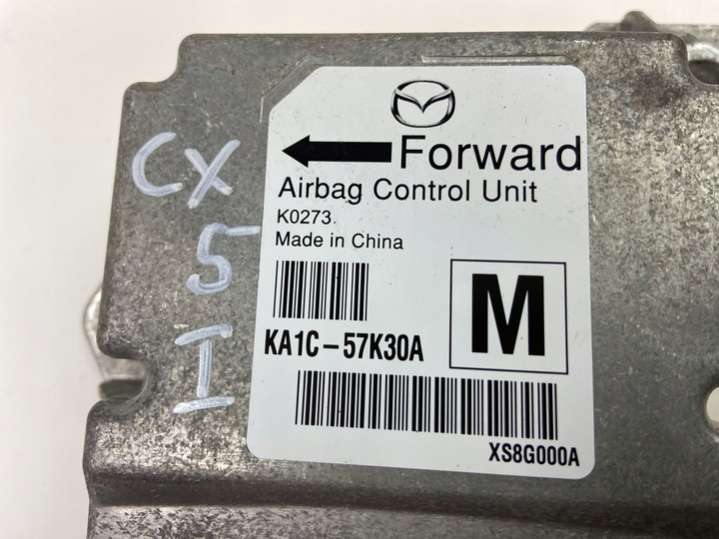 CX
5
I
Forward
Airbag Control Unit
K0273
Made in China
M
KA1C-57K30A
XS8G000A